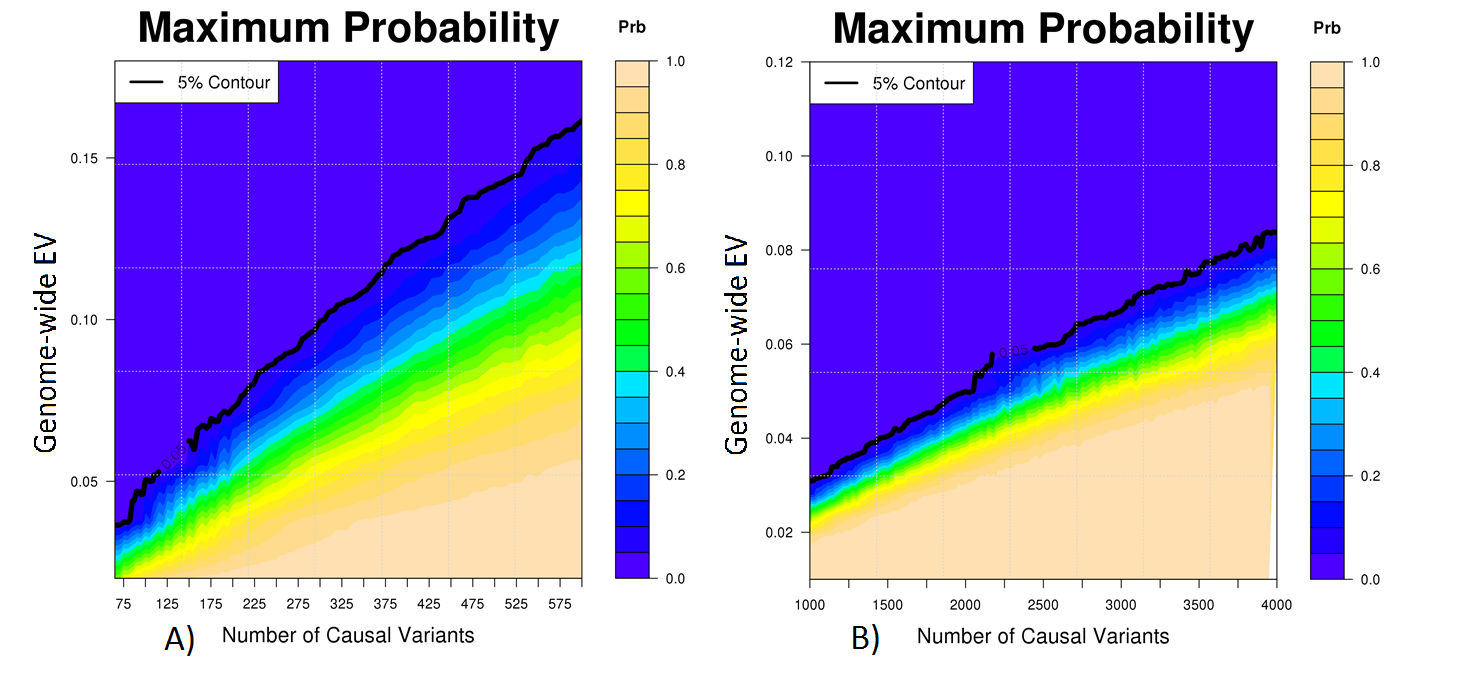 Maximum Probability
Prb
5% Contour
Genome-wide EV
0.15
0.10
0.05
0.05
1.0
0.8
0.6
0.4
0.2
0.0
75 125 175 225 275 325 375 425 475 525 575
A) Number of Causal Variants
Maximum Probability
Prb
5% Contour
Genome-wide EV
0.12
0.10
0.08
0.06
0.04
0.02
0.05
1.0
0.8
0.6
0.4
0.2
0.0
1000 1500 2000 2500 3000 3500 4000
B) Number of Causal Variants